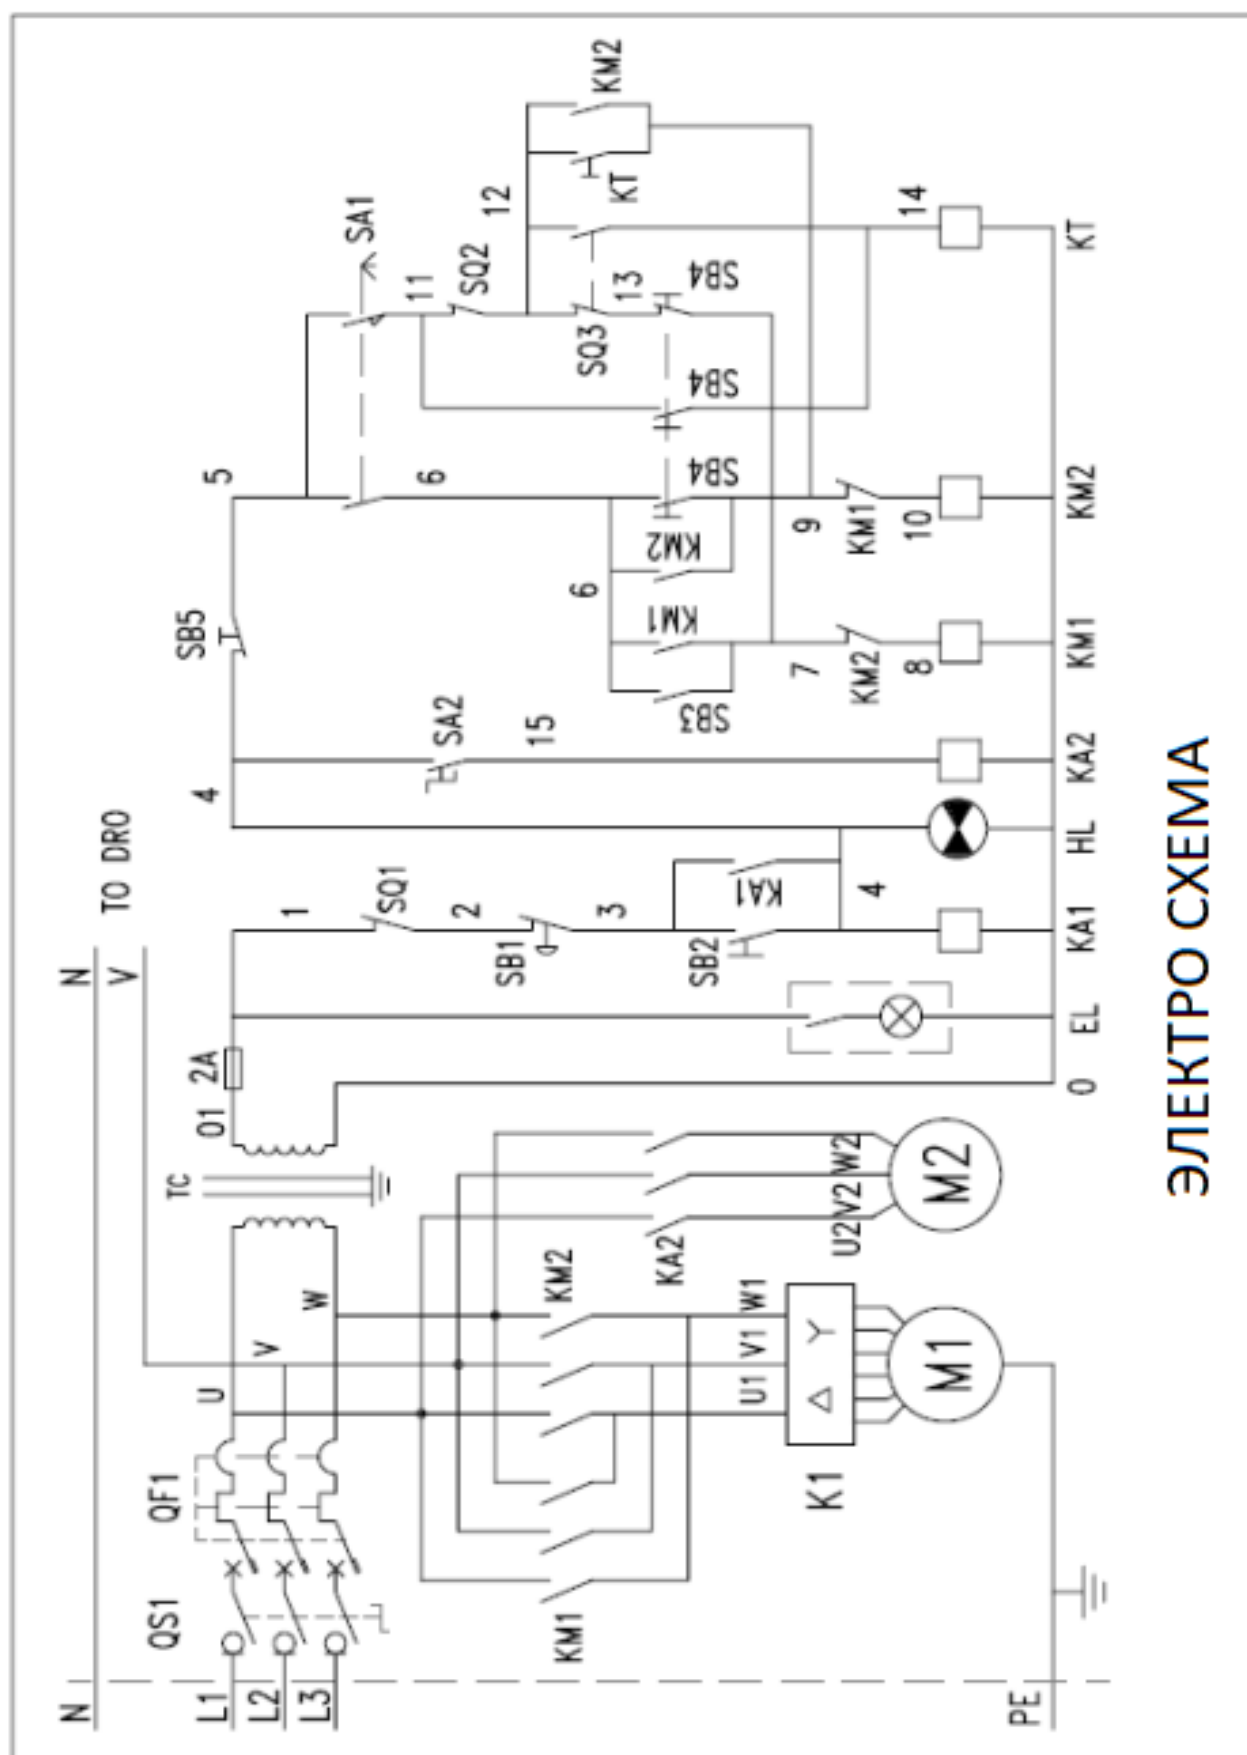 N
L1
L2
L3
PE
QS1
QF1
U
V
W
TC
01
2A
TO DRO
N
V
KM1
KM2
KA2
U1
V1
W1
U2
V2
W2
K1
Δ
Y
M1
M2
1
SQ1
2
SB1
3
SB2
KA1
4
4
SA2
15
SB5
5
SA1
6
6
SB3
KM1
KM2
SB4
SB4
SB4
7
KM2
8
9
KM1
10
11
SQ2
12
SQ3
13
KT
KM2
14
0
EL
KA1
HL
KA2
KM1
KM2
KT
ЭЛЕКТРО СХЕМА